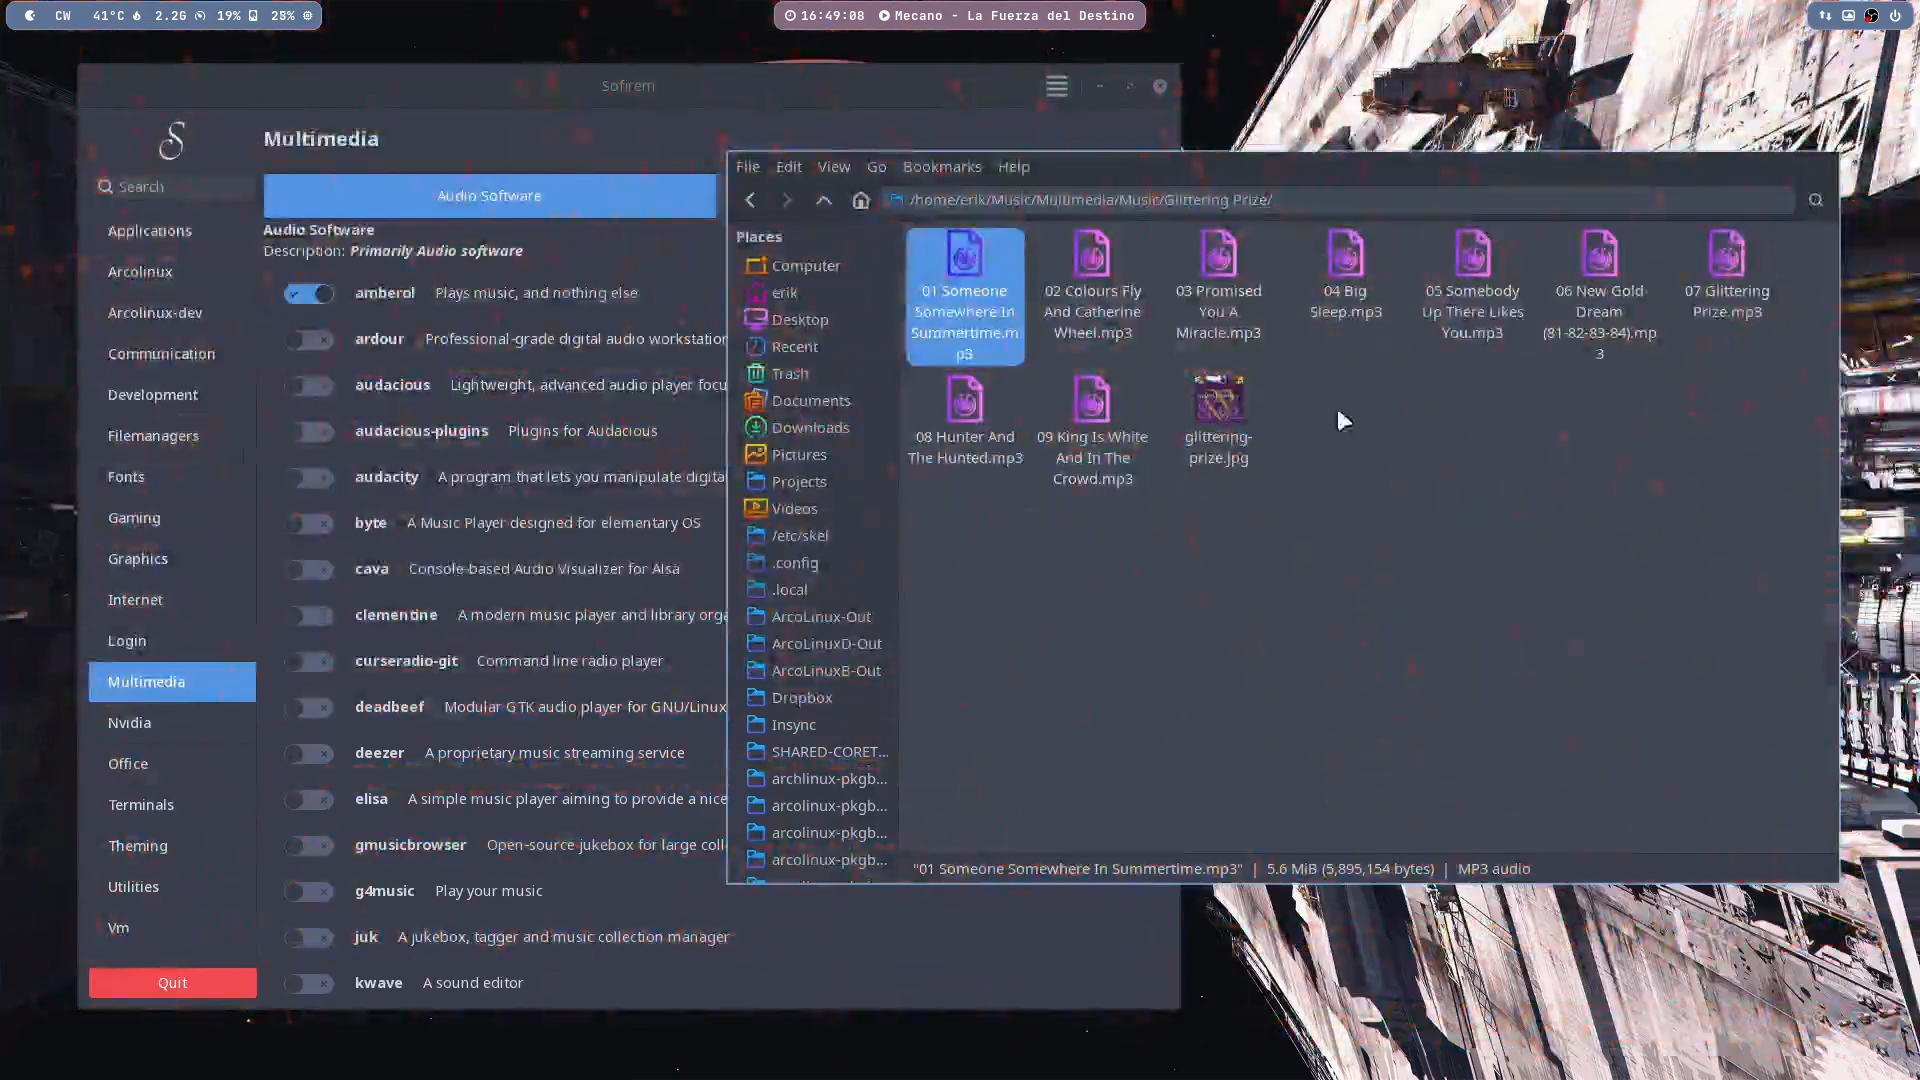 CW 41°C 2.2G 19% 28%
16:49:08 Mecano - La Fuerza del Destino
Sofirem
S
Search
Applications
Arcolinux
Arcolinux-dev
Communication
Development
Filemanagers
Fonts
Gaming
Graphics
Internet
Login
Multimedia
Nvidia
Office
Terminals
Theming
Utilities
Vm
Quit
Multimedia
Audio Software
Audio Software
Description: Primarily Audio software
amberol Plays music, and nothing else
ardour Professional-grade digital audio workstation
audacious Lightweight, advanced audio player focu
audacious-plugins Plugins for Audacious
audacity A program that lets you manipulate digita
byte A Music Player designed for elementary OS
cava Console-based Audio Visualizer for Alsa
clementine A modern music player and library orga
curseradio-git Command line radio player
deadbeef Modular GTK audio player for GNU/Linux
deezer A proprietary music streaming service
elisa A simple music player aiming to provide a nice
gmusicbrowser Open-source jukebox for large coll
g4music Play your music
juk A jukebox, tagger and music collection manager
kwave A sound editor
File Edit View Go Bookmarks Help
/home/erik/Music/Multimedia/Music/Glittering Prize/
Places
Computer
erik
Desktop
Recent
Trash
Documents
Downloads
Pictures
Projects
Videos
/etc/skel
.config
.local
ArcoLinux-Out
ArcoLinuxD-Out
ArcoLinuxB-Out
Dropbox
Insync
SHARED-CORET...
archlinux-pkgb...
arcolinux-pkgb...
arcolinux-pkgb...
arcolinux-pkgb...
01 Someone
Somewhere In
Summertime.m
p3
02 Colours Fly
And Catherine
Wheel.mp3
03 Promised
You A
Miracle.mp3
04 Big
Sleep.mp3
05 Somebody
Up There Likes
You.mp3
06 New Gold
Dream
(81-82-83-84).mp
3
07 Glittering
Prize.mp3
08 Hunter And
The Hunted.mp3
09 King Is White
And In The
Crowd.mp3
glittering-
prize.jpg
"01 Someone Somewhere In Summertime.mp3" | 5.6 MiB (5,895,154 bytes) | MP3 audio